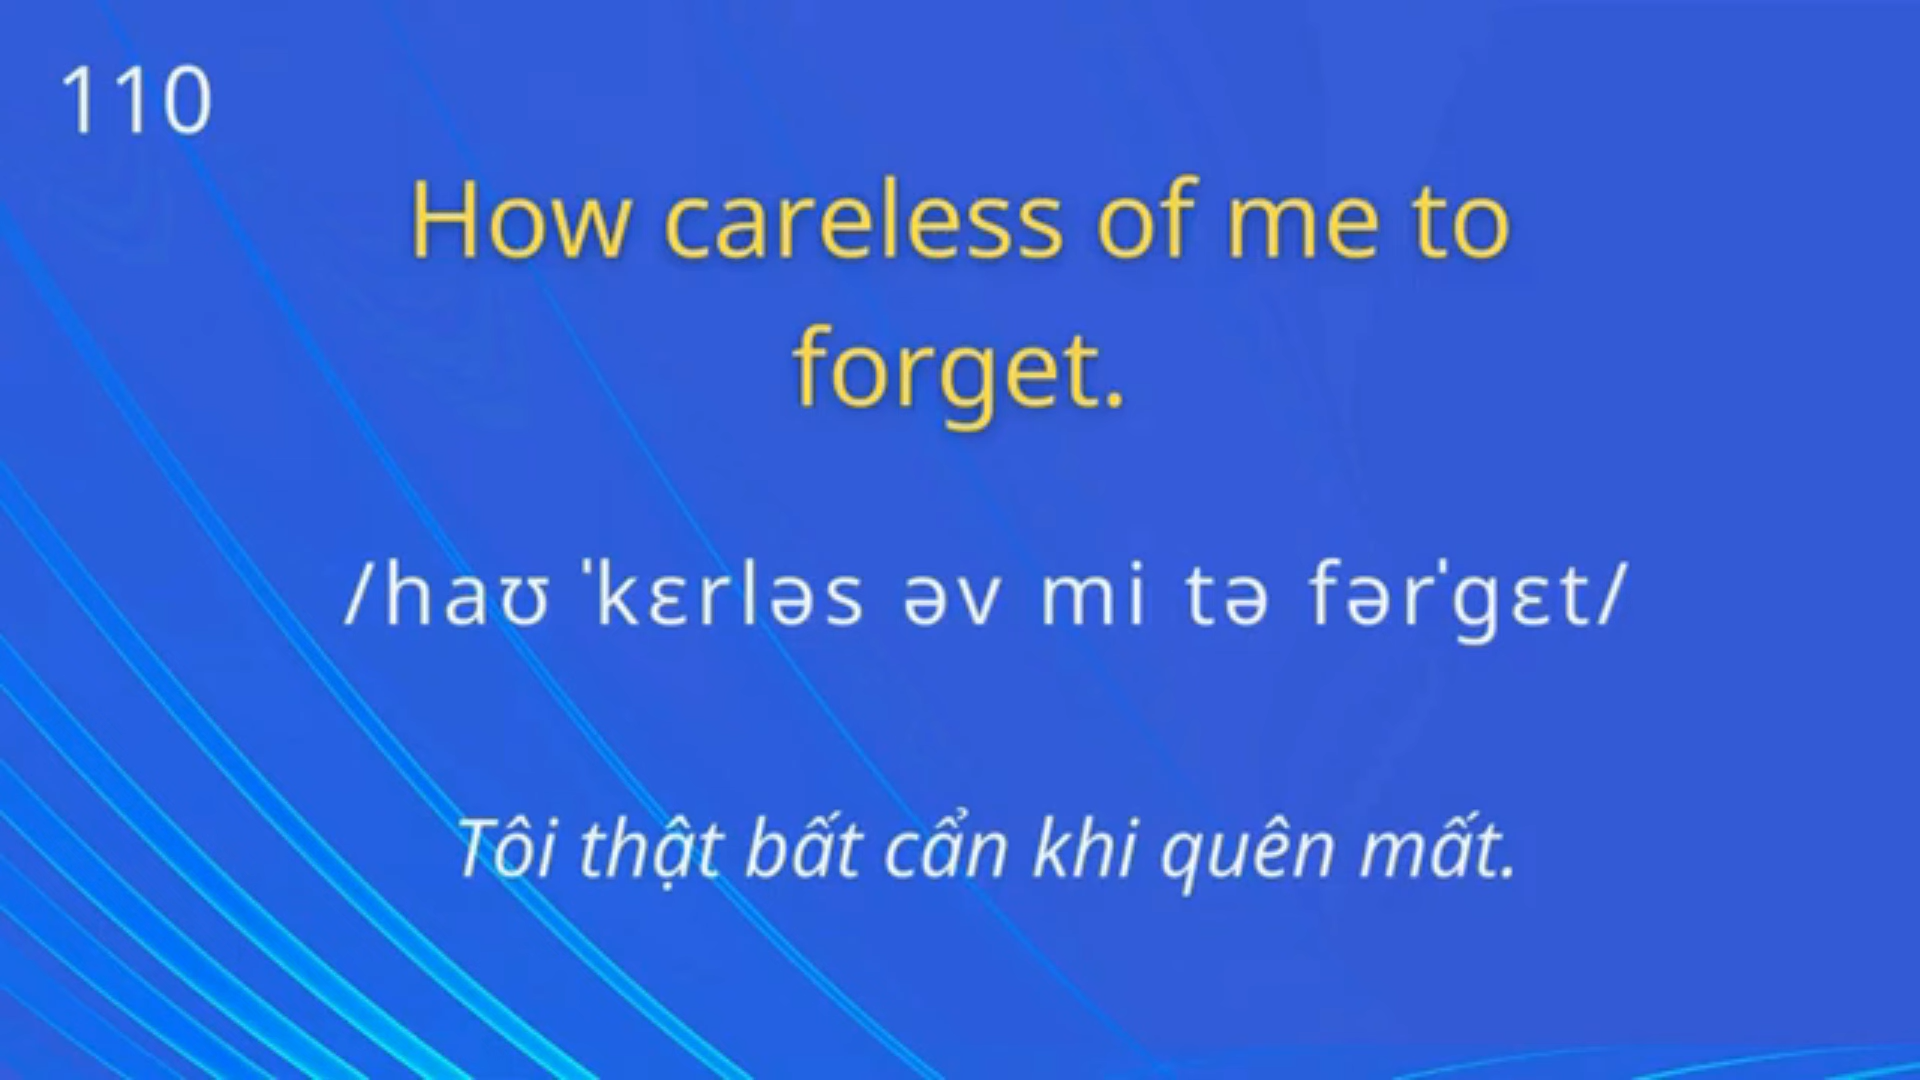 110
How careless of me to
forget.
/haʊ ˈkɛrləs əv mi tə fərˈgɛt/
Tôi thật bất cẩn khi quên mất.